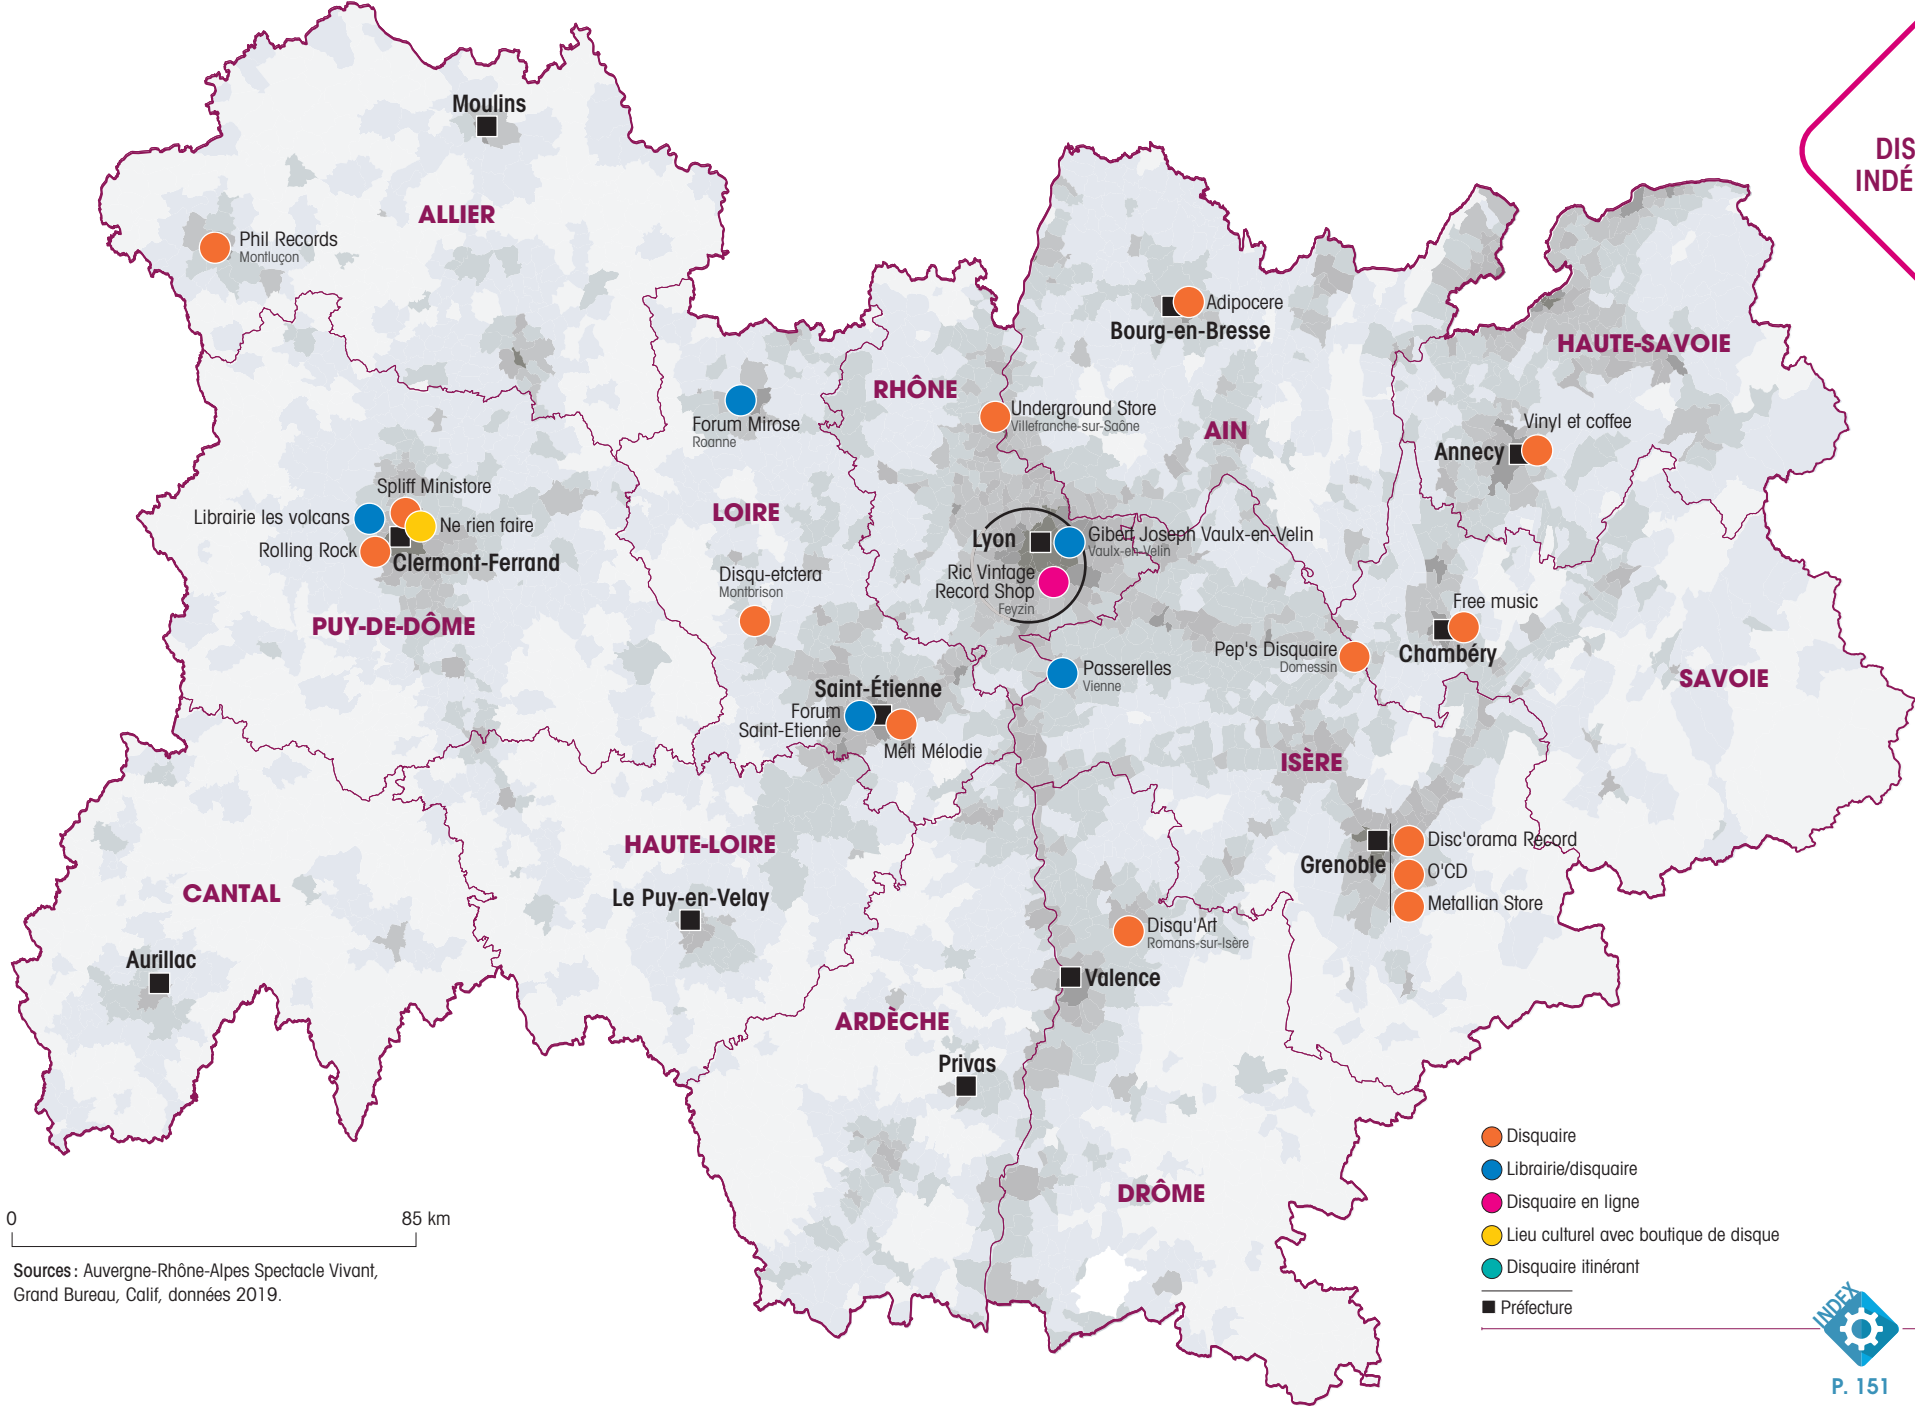 Moulins
DIS
INDÉ
ALLIER
Phil Records
Montluçon
Adipocere
Bourg-en-Bresse
HAUTE-SAVOIE
RHÔNE
Forum Mirose
Roanne
Underground Store
Villefranche-sur-Saône
AIN
Vinyl et coffee
Annecy
Spliff Ministore
Librairie les volcans
Ne rien faire
Rolling Rock
Clermont-Ferrand
LOIRE
Lyon
Gibert Joseph Vaulx-en-Velin
Vaulx-en-Velin
Ric Vintage
Record Shop
Feyzin
Disqu-etctera
Montbrison
PUY-DE-DÔME
Free music
Chambéry
Pep's Disquaire
Domessin
Passerelles
Vienne
SAVOIE
Saint-Étienne
Forum
Saint-Etienne
Méli Mélodie
ISÈRE
HAUTE-LOIRE
Disc'orama Record
Grenoble
O'CD
Metallian Store
CANTAL
Le Puy-en-Velay
Disqu'Art
Romans-sur-Isère
Aurillac
Valence
ARDÈCHE
Privas
DRÔME
Disquaire
Librairie/disquaire
Disquaire en ligne
Lieu culturel avec boutique de disque
Disquaire itinérant
Préfecture
0
85 km
Sources : Auvergne-Rhône-Alpes Spectacle Vivant,
Grand Bureau, Calif, données 2019.
INDEX
P. 151